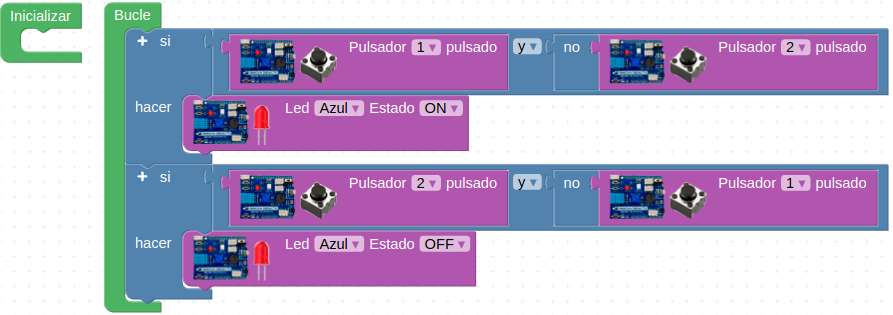 Inicializar
Bucle
si Pulsador 1 pulsado y no Pulsador 2 pulsado
hacer Led Azul Estado ON
si Pulsador 2 pulsado y no Pulsador 1 pulsado
hacer Led Azul Estado OFF